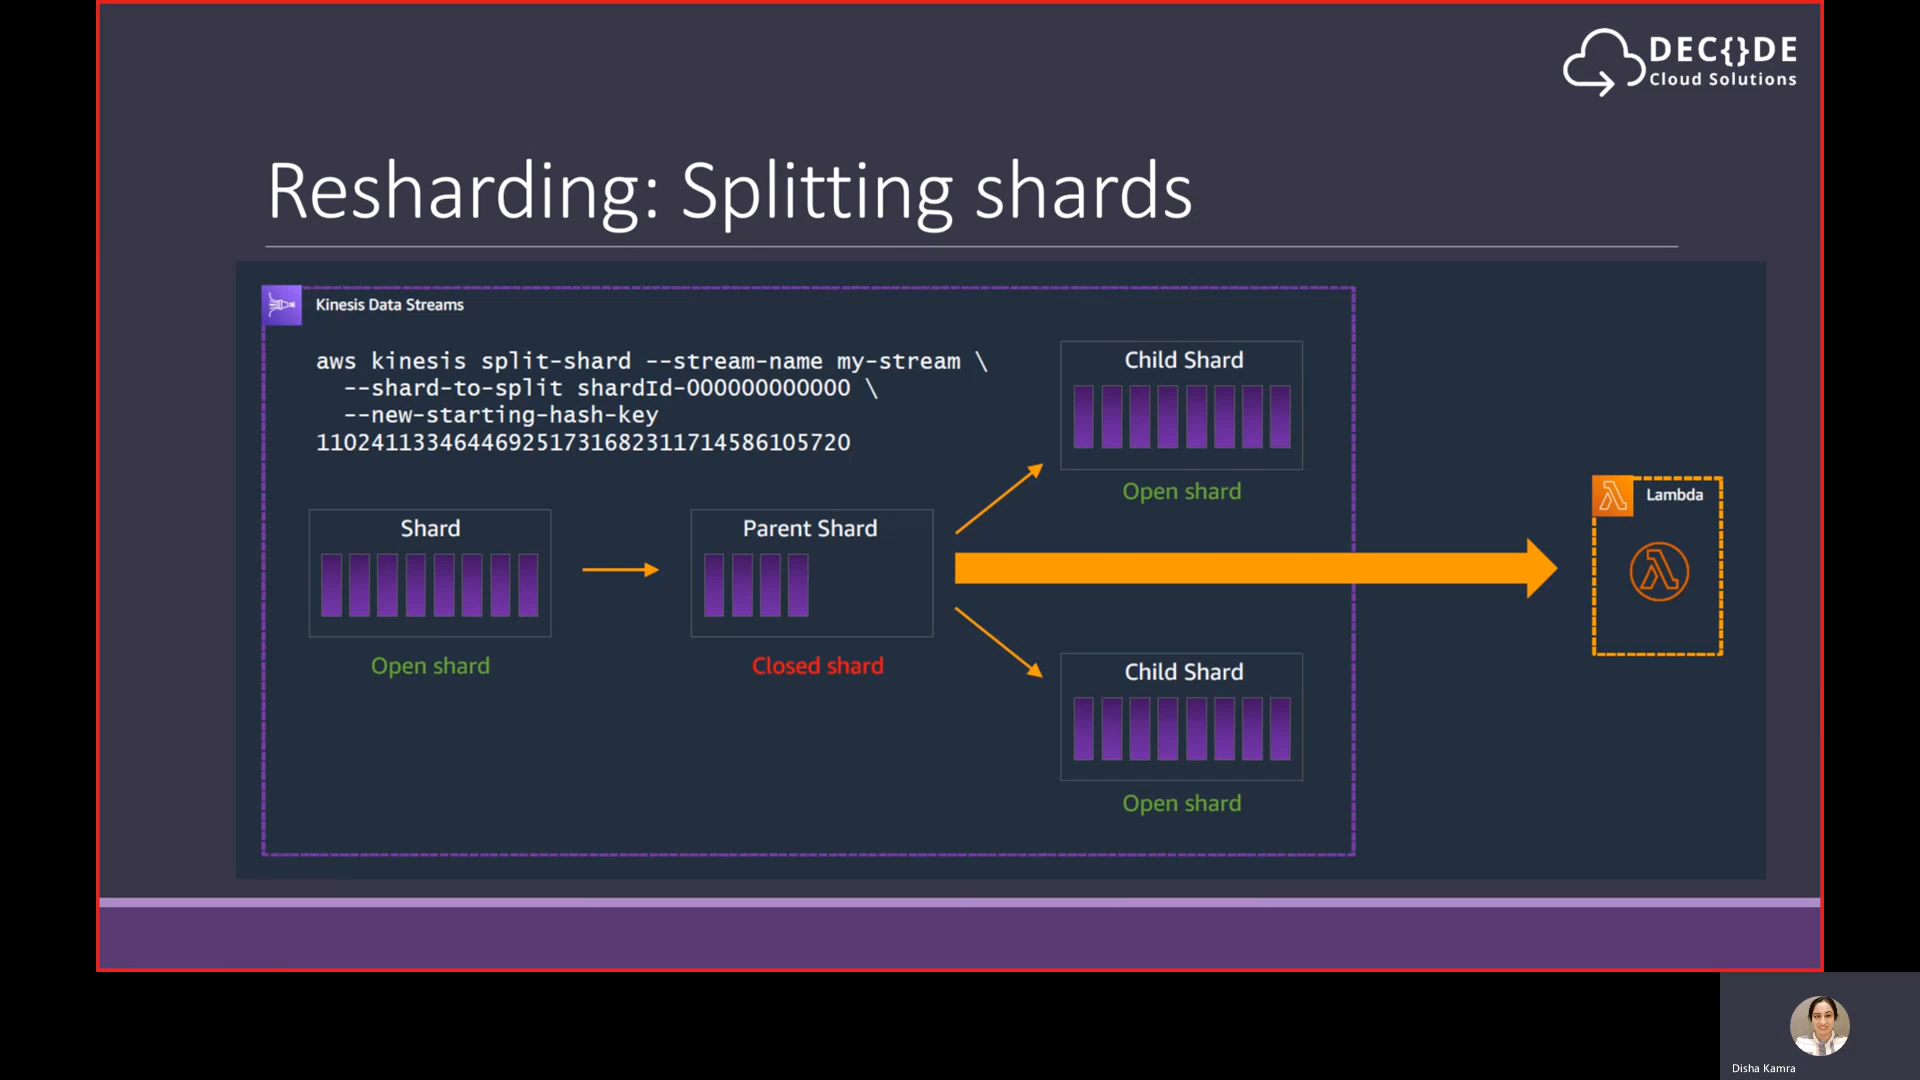 DEC{}DE
Cloud Solutions
Resharding: Splitting shards
Kinesis Data Streams
aws kinesis split-shard --stream-name my-stream \
--shard-to-split shardId-000000000000 \
--new-starting-hash-key
110241133464469251731682311714586105720
Child Shard
Open shard
Shard
Open shard
Parent Shard
Closed shard
Lambda
Child Shard
Open shard
Disha Kamra